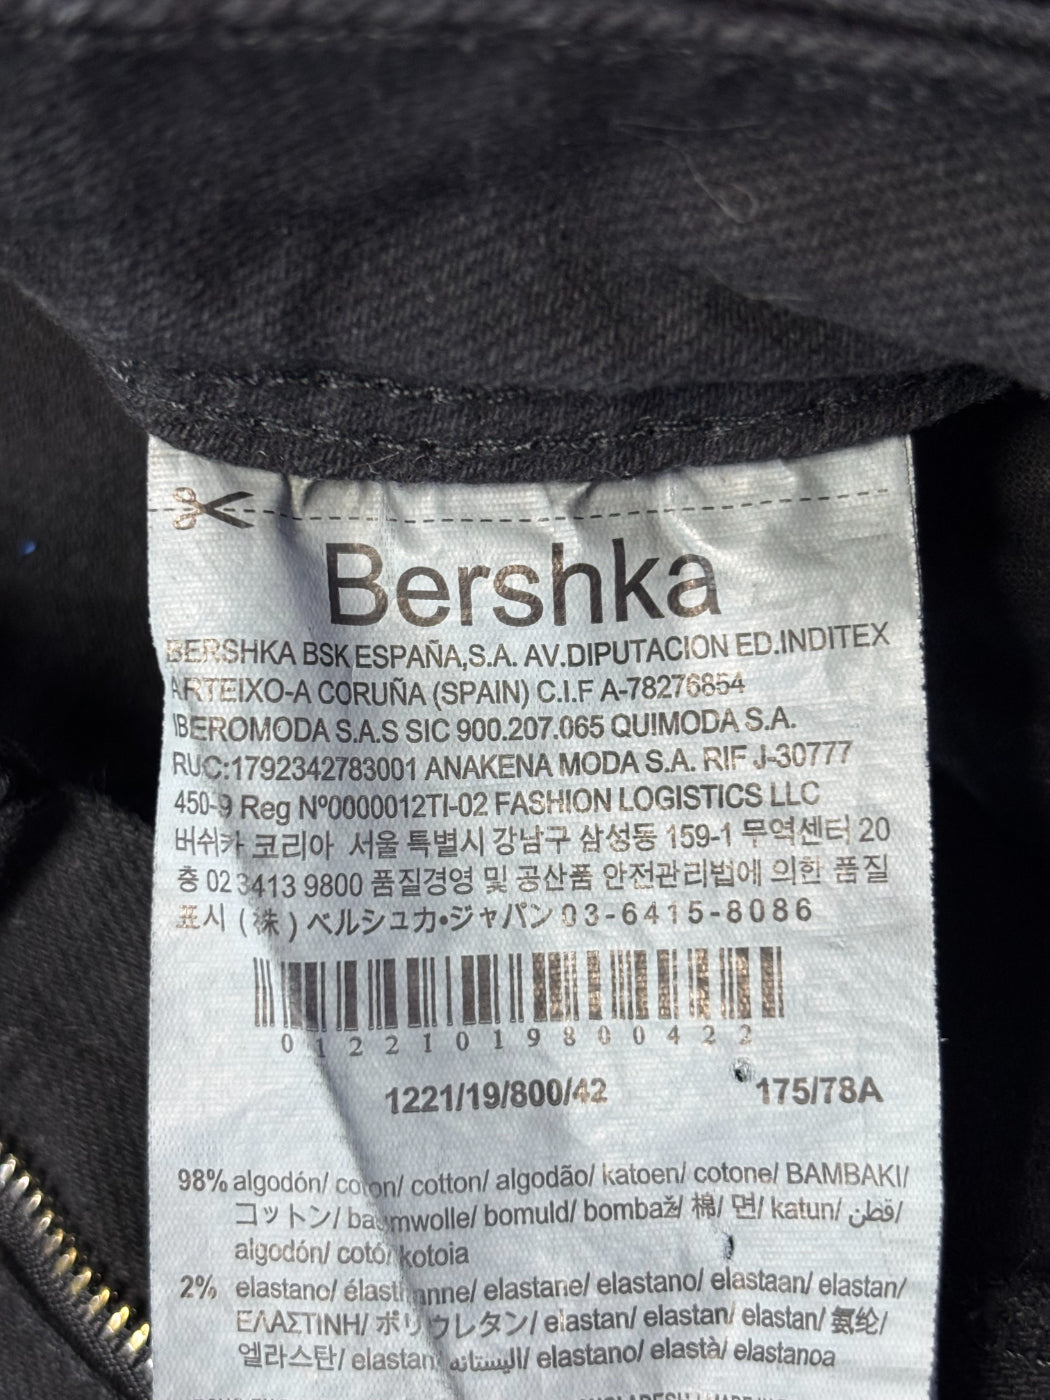 Bershka
BERSHKA BSK ESPAÑA,S.A. AV.DIPUTACION ED.INDITEX
ARTEIXO-A CORUÑA (SPAIN) C.I.F A-78276854
IBEROMODA S.A.S SIC 900.207.065 QUIMODA S.A.
RUC:1792342783001 ANAKENA MODA S.A. RIF J-30777
450-9 Reg Nº0000012TI-02 FASHION LOGISTICS LLC
버쉬카 코리아 서울 특별시 강남구 삼성동 159-1 무역센터 20
층 02 3413 9800 품질경영 및 공산품 안전관리법에 의한 품질
표시 (株) ベルシュカ•ジャパン 03-6415-8086
01221019800422
1221/19/800/42 175/78A
98% algodón/ coton/ cotton/ algodão/ katoen/ cotone/ BAMBAKI/
コットン/ baumwolle/ bomuld/ bombaž/ 棉/ 면/ katun/ قطن/
algodón/ cotó/ kotoia
2% elastano/ élasthanne/ elastane/ elastano/ elastaan/ elastan/
ΕΛΑΣΤΙΝΗ/ ポリウレタン/ elastan/ elastan/ elastan/ 氨纶/
엘라스탄/ elastan/ اليستانه/ elastano/ elastà/ elastanoa